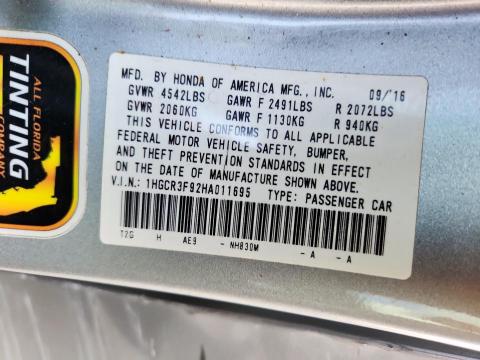 ALL FLORIDA
TINTING
COMPANY
MFD. BY HONDA OF AMERICA MFG., INC. 09/'16
GVWR 4542LBS GAWR F 2491LBS R 2072LBS
GVWR 2060KG GAWR F 1130KG R 940KG
THIS VEHICLE CONFORMS TO ALL APPLICABLE
FEDERAL MOTOR VEHICLE SAFETY, BUMPER,
AND THEFT PREVENTION STANDARDS IN EFFECT
ON THE DATE OF MANUFACTURE SHOWN ABOVE.
V.I.N.: 1HGCR3F92HA011695 TYPE: PASSENGER CAR
T2G H AE9 - NH830M - A - A